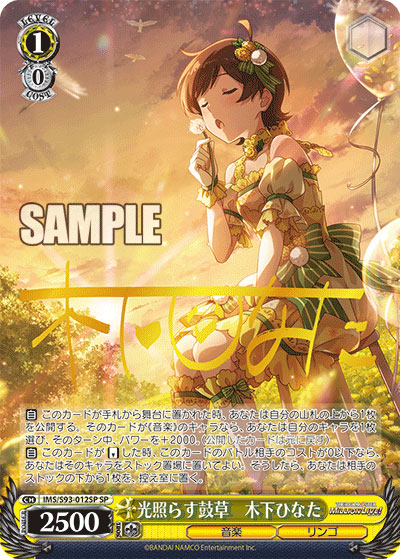 LEVEL
1
0
COST
SAMPLE
木下ひなた
【自】 このカードが手札から舞台に置かれた時、あなたは自分の山札の上から1枚
を公開する。そのカードが《音楽》のキャラなら、あなたは自分のキャラを1枚
選び、そのターン中、パワーを+2000。(公開したカードは元に戻す)
【自】 このカードが【リバース】した時、このカードのバトル相手のコストが0以下なら、
あなたはそのキャラをストック置場に置いてよい。そうしたら、あなたは相手
のストックの下から1枚を、控え室に置く。
CH IMS/S93-012SP SP
光照らす鼓草 木下ひなた
THE IDOLM@STER MILLION LIVE!
POWER
2500
SOUL
音楽
リンゴ
©BANDAI NAMCO Entertainment Inc.